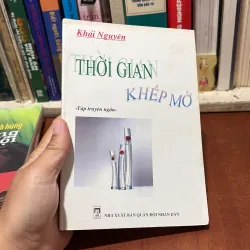 Khải Nguyên
THỜI GIAN
KHÉP MỞ
-Tập truyện ngắn-
NHÀ XUẤT BẢN QUÂN ĐỘI NHÂN DÂN